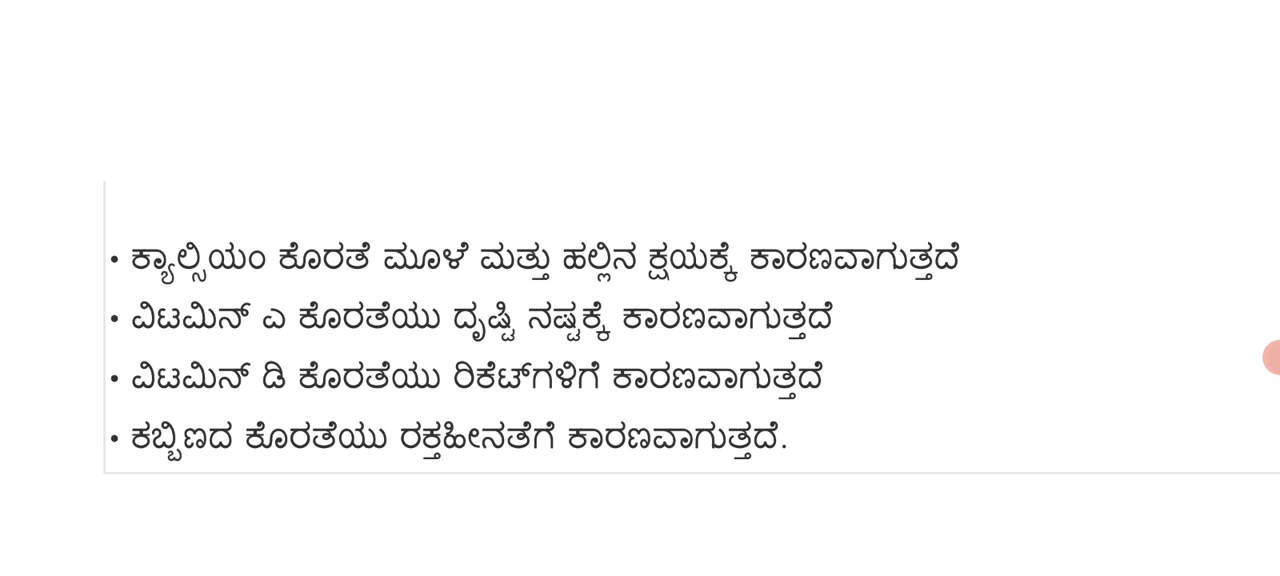 • ಕ್ಯಾಲ್ಸಿಯಂ ಕೊರತೆ ಮೂಳೆ ಮತ್ತು ಹಲ್ಲಿನ ಕ್ಷಯಕ್ಕೆ ಕಾರಣವಾಗುತ್ತದೆ
• ವಿಟಮಿನ್ ಎ ಕೊರತೆಯು ದೃಷ್ಟಿ ನಷ್ಟಕ್ಕೆ ಕಾರಣವಾಗುತ್ತದೆ
• ವಿಟಮಿನ್ ಡಿ ಕೊರತೆಯು ರಿಕೆಟ್‌ಗಳಿಗೆ ಕಾರಣವಾಗುತ್ತದೆ
• ಕಬ್ಬಿಣದ ಕೊರತೆಯು ರಕ್ತಹೀನತೆಗೆ ಕಾರಣವಾಗುತ್ತದೆ.